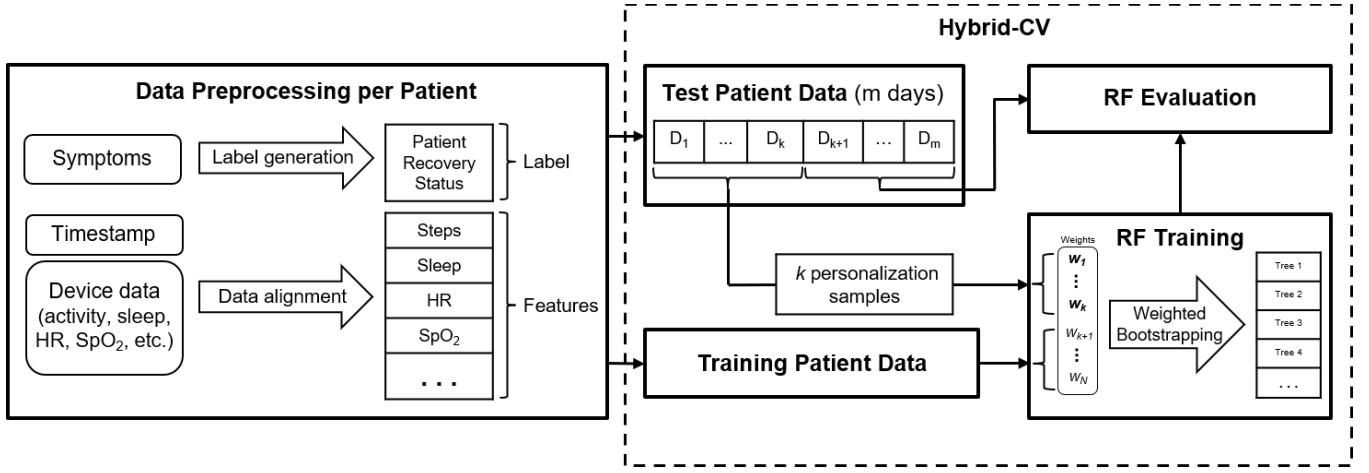 Hybrid-CV
Data Preprocessing per Patient
Symptoms
Label generation
Patient
Recovery
Status
Label
Timestamp
Device data
(activity, sleep,
HR, SpO₂, etc.)
Data alignment
Steps
Sleep
HR
SpO₂
. . .
Features
Test Patient Data (m days)
D₁ ... Dₖ Dₖ₊₁ ... Dₘ
RF Evaluation
k personalization
samples
Training Patient Data
RF Training
Weights
w₁
⋮
wₖ
wₖ₊₁
⋮
w_N
Weighted
Bootstrapping
Tree 1
Tree 2
Tree 3
Tree 4
. . .